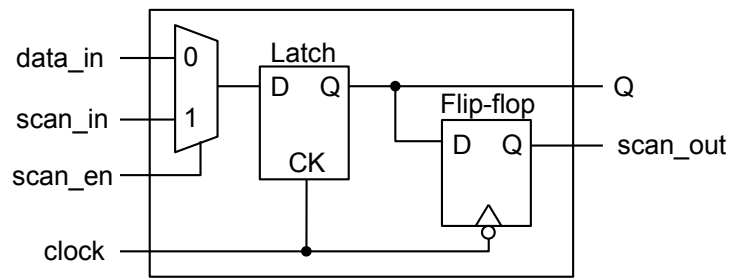 Latch
data_in
0
D
Q
Q
Flip-flop
scan_in
1
D
Q
scan_out
CK
scan_en
clock